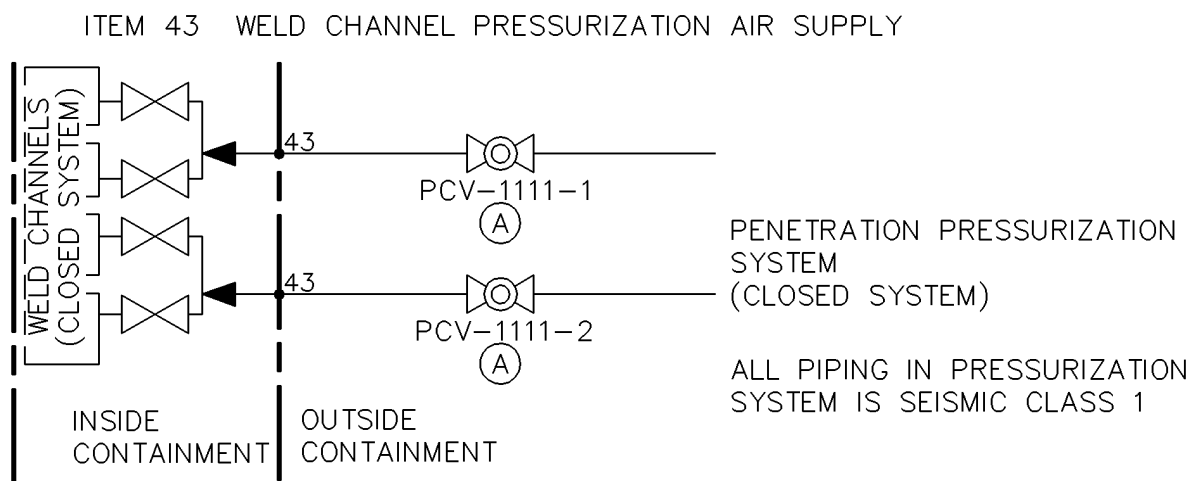 ITEM 43 WELD CHANNEL PRESSURIZATION AIR SUPPLY
WELD CHANNELS
(CLOSED SYSTEM)
43
PCV-1111-1
A
43
PCV-1111-2
A
PENETRATION PRESSURIZATION
SYSTEM
(CLOSED SYSTEM)
ALL PIPING IN PRESSURIZATION
SYSTEM IS SEISMIC CLASS 1
INSIDE
CONTAINMENT
OUTSIDE
CONTAINMENT